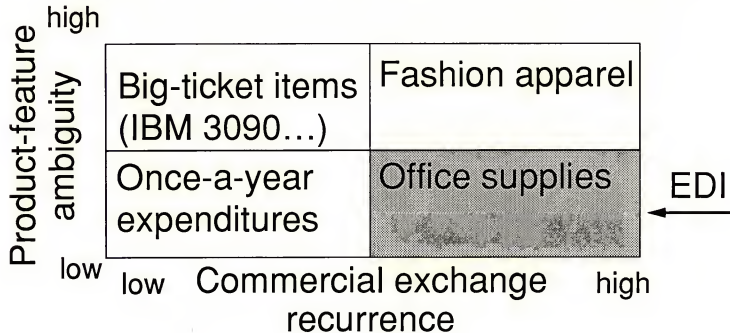 high
Product-feature
ambiguity
Big-ticket items
(IBM 3090...)
Fashion apparel
Once-a-year
expenditures
Office supplies
EDI
low
low
Commercial exchange
recurrence
high